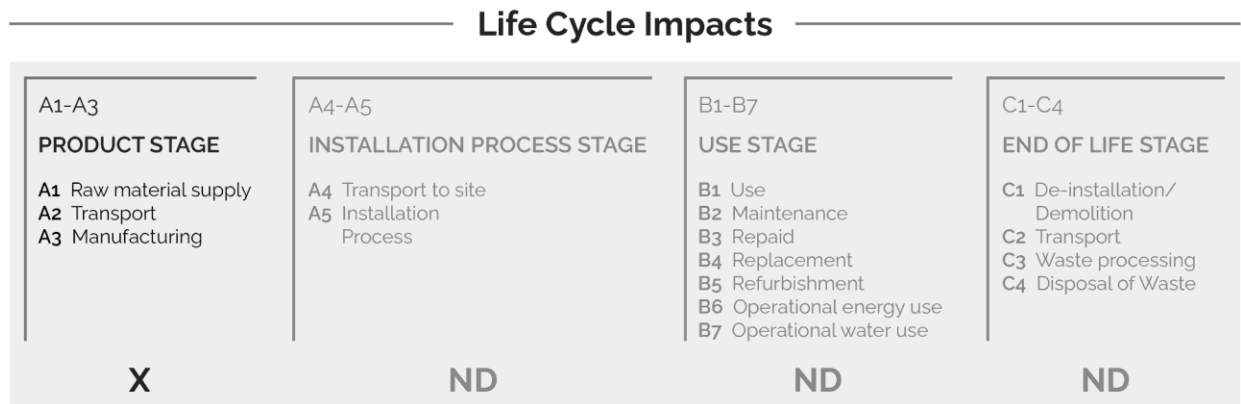 Life Cycle Impacts
A1-A3
PRODUCT STAGE
A1 Raw material supply
A2 Transport
A3 Manufacturing
X
A4-A5
INSTALLATION PROCESS STAGE
A4 Transport to site
A5 Installation
Process
ND
B1-B7
USE STAGE
B1 Use
B2 Maintenance
B3 Repaid
B4 Replacement
B5 Refurbishment
B6 Operational energy use
B7 Operational water use
ND
C1-C4
END OF LIFE STAGE
C1 De-installation/
Demolition
C2 Transport
C3 Waste processing
C4 Disposal of Waste
ND